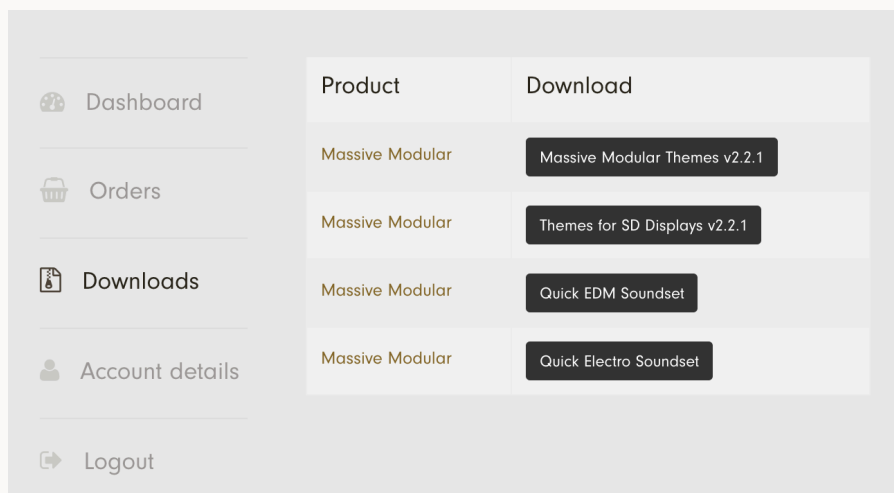 Dashboard
Orders
Downloads
Account details
Logout
Product Download
Massive Modular Massive Modular Themes v2.2.1
Massive Modular Themes for SD Displays v2.2.1
Massive Modular Quick EDM Soundset
Massive Modular Quick Electro Soundset